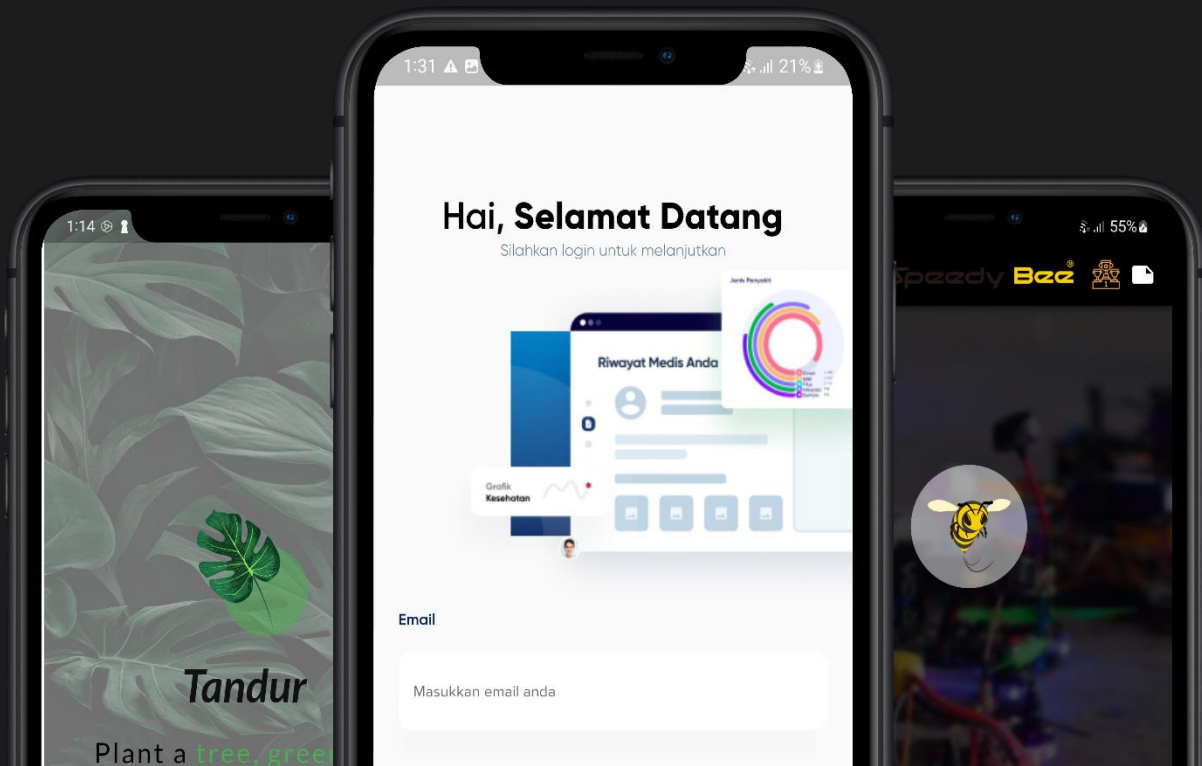 1:14
Tandur
Plant a tree, green
1:31
21%
Hai, Selamat Datang
Silahkan login untuk melanjutkan
Jenis Penyakit
Riwayat Medis Anda
Grafik
Kesehatan
Email
Masukkan email anda
55%
Speedy Bee®